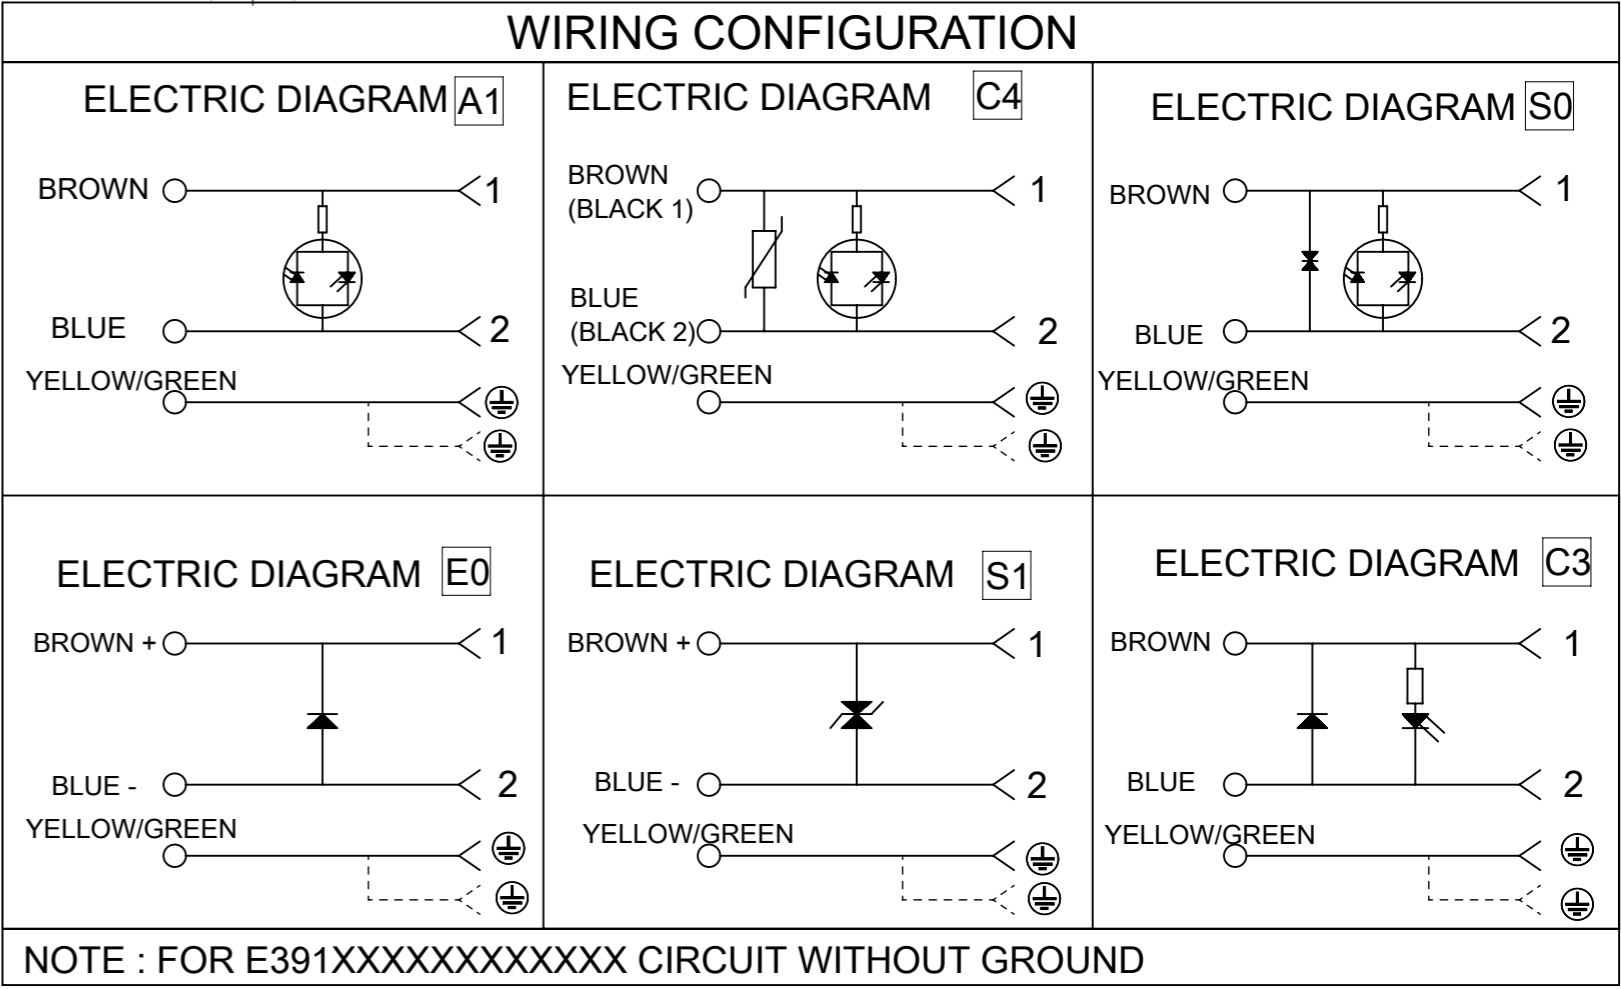 WIRING CONFIGURATION
ELECTRIC DIAGRAM A1
BROWN 1
BLUE 2
YELLOW/GREEN
ELECTRIC DIAGRAM C4
BROWN 1
(BLACK 1)
BLUE
(BLACK 2) 2
YELLOW/GREEN
ELECTRIC DIAGRAM S0
BROWN 1
BLUE 2
YELLOW/GREEN
ELECTRIC DIAGRAM E0
BROWN + 1
BLUE - 2
YELLOW/GREEN
ELECTRIC DIAGRAM S1
BROWN + 1
BLUE - 2
YELLOW/GREEN
ELECTRIC DIAGRAM C3
BROWN 1
BLUE 2
YELLOW/GREEN
NOTE : FOR E391XXXXXXXXXXXX CIRCUIT WITHOUT GROUND